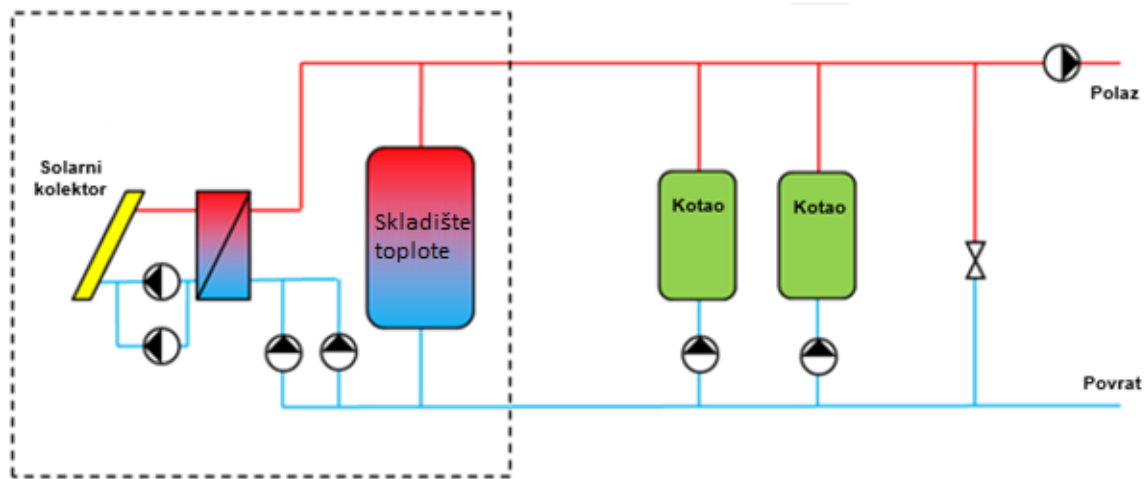 Solarni
kolektor
Skladište
toplote
Kotao
Kotao
Polaz
Povrat